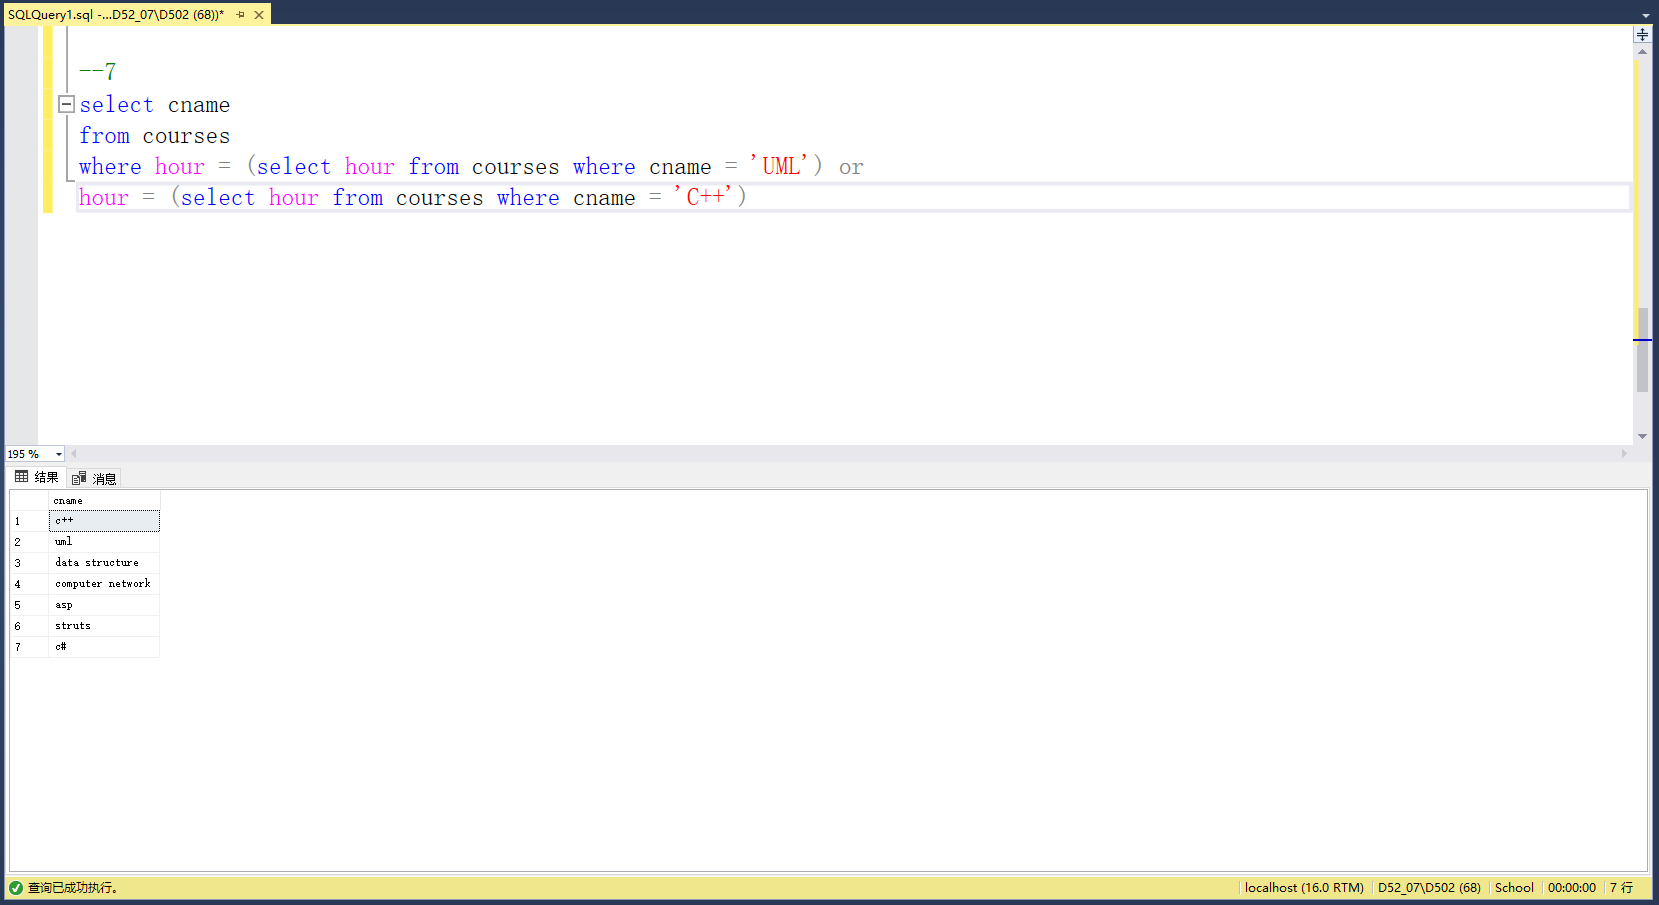 SQLQuery1.sql -...D52_07\D502 (68))*
--7
select cname
from courses
where hour = (select hour from courses where cname = 'UML') or
hour = (select hour from courses where cname = 'C++')
195 %
结果 消息
cname
1 c++
2 uml
3 data structure
4 computer network
5 asp
6 struts
7 c#
查询已成功执行。 localhost (16.0 RTM) D52_07\D502 (68) School 00:00:00 7 行